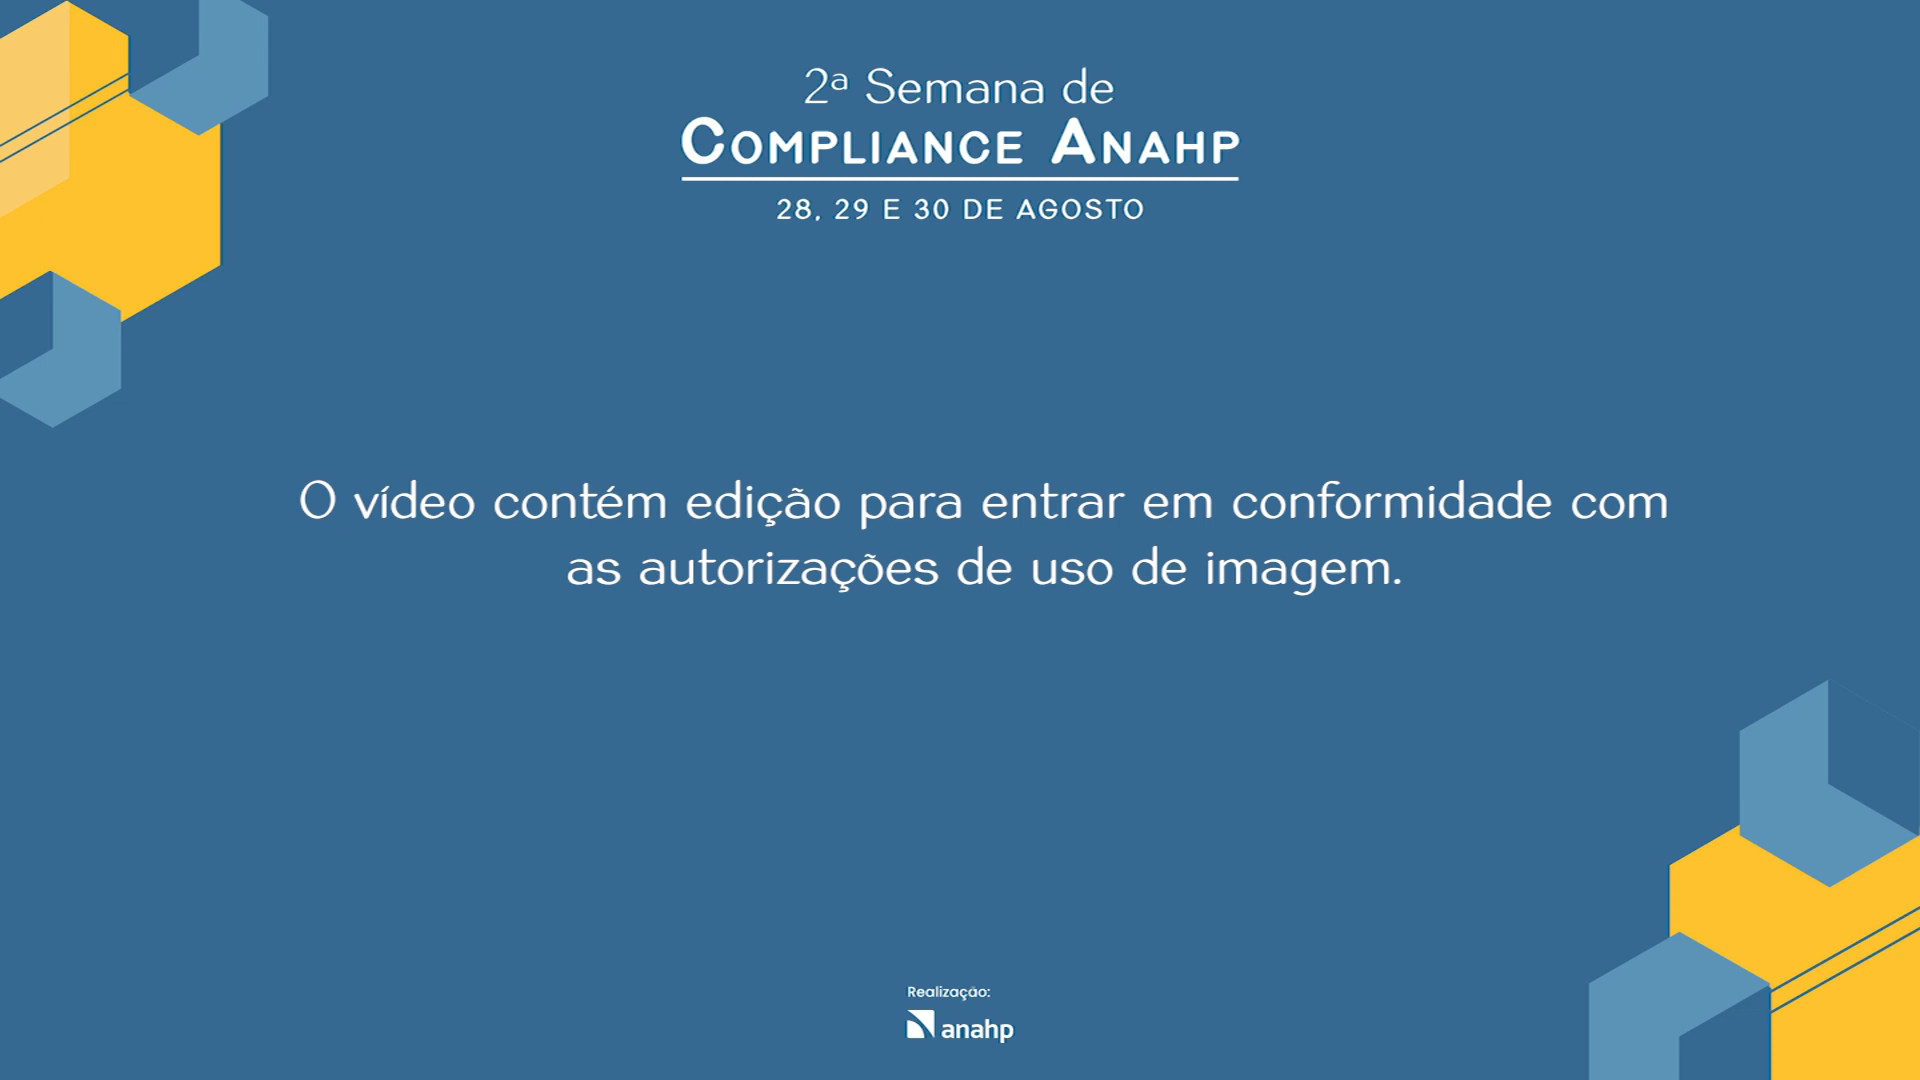 2ª Semana de
COMPLIANCE ANAHP
28, 29 E 30 DE AGOSTO
O vídeo contém edição para entrar em conformidade com
as autorizações de uso de imagem.
Realização:
anahp